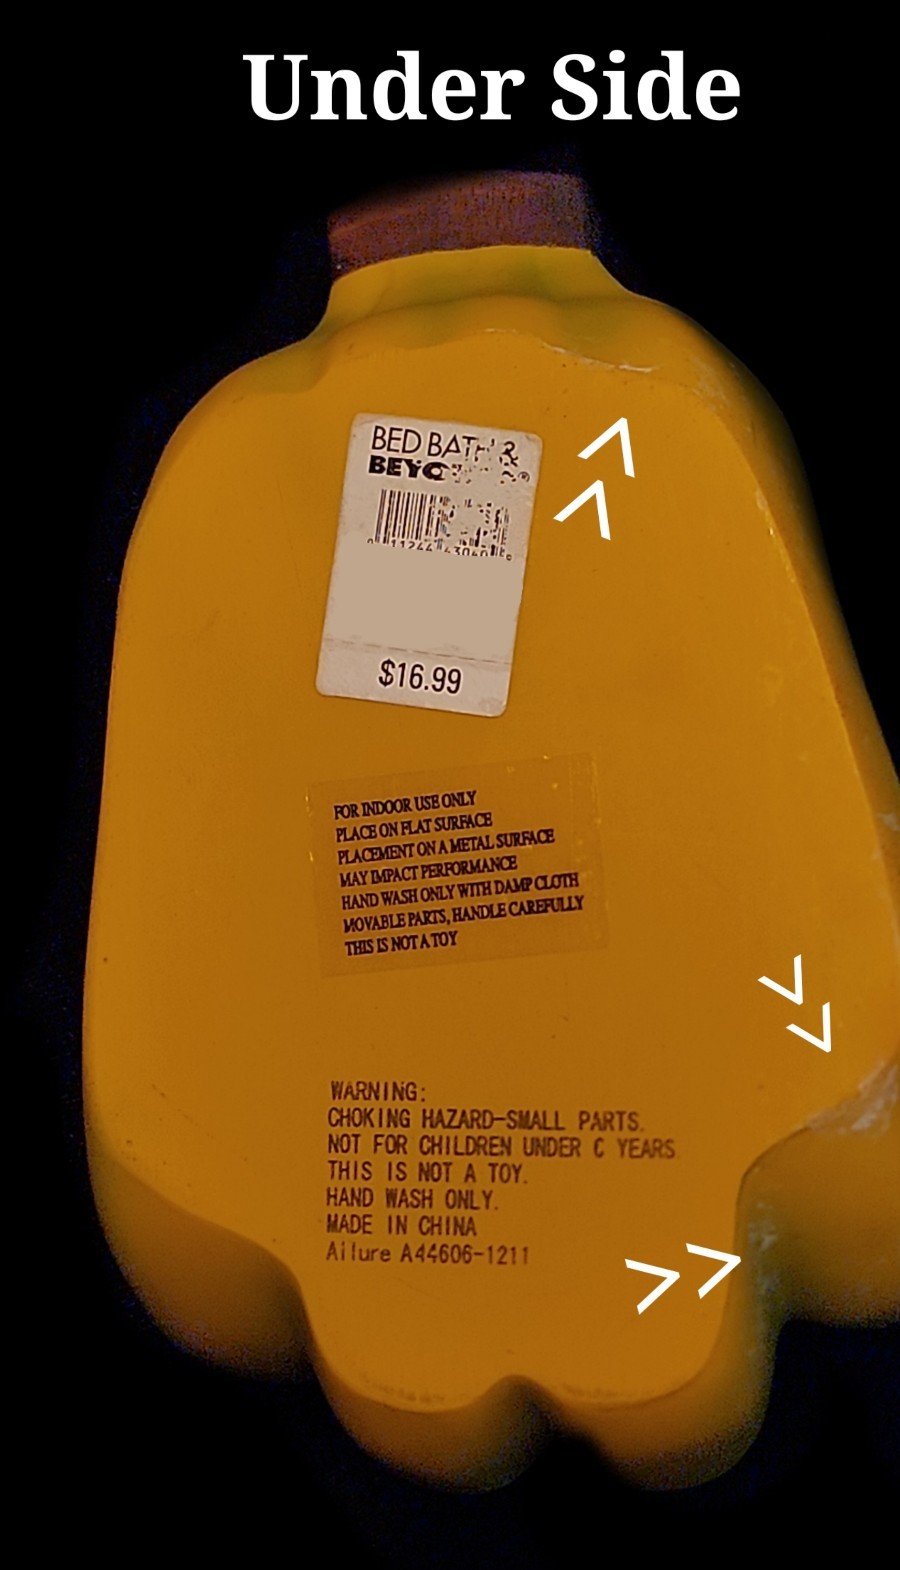 Under Side
BED BATH &
$16.99
FOR INDOOR USE ONLY
PLACE ON FLAT SURFACE
PLACEMENT ON A METAL SURFACE
MAY IMPACT PERFORMANCE
HAND WASH ONLY WITH DAMP CLOTH
MOVABLE PARTS, HANDLE CAREFULLY
THIS IS NOT A TOY
WARNING:
CHOKING HAZARD-SMALL PARTS.
NOT FOR CHILDREN UNDER C YEARS
THIS IS NOT A TOY.
HAND WASH ONLY.
MADE IN CHINA
Ailure A44606-1211